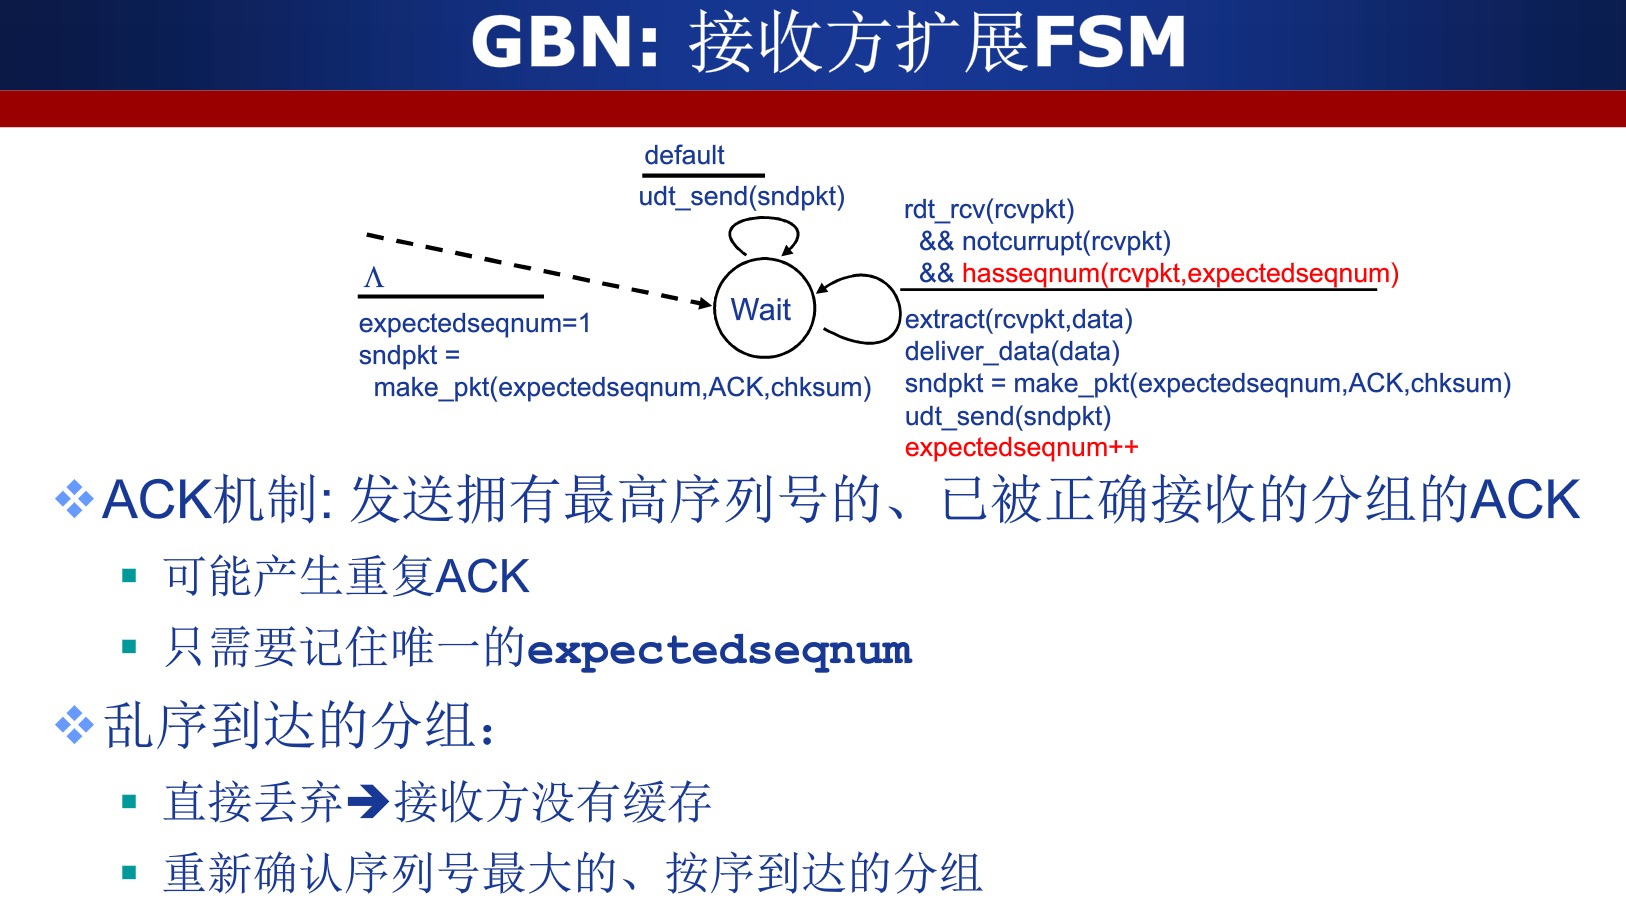 GBN: 接收方扩展FSM
default
udt_send(sndpkt)
Λ
expectedseqnum=1
sndpkt =
make_pkt(expectedseqnum,ACK,chksum)
Wait
rdt_rcv(rcvpkt)
&& notcurrupt(rcvpkt)
&& hasseqnum(rcvpkt,expectedseqnum)
extract(rcvpkt,data)
deliver_data(data)
sndpkt = make_pkt(expectedseqnum,ACK,chksum)
udt_send(sndpkt)
expectedseqnum++
ACK机制: 发送拥有最高序列号的、已被正确接收的分组的ACK
可能产生重复ACK
只需要记住唯一的expectedseqnum
乱序到达的分组：
直接丢弃➔接收方没有缓存
重新确认序列号最大的、按序到达的分组